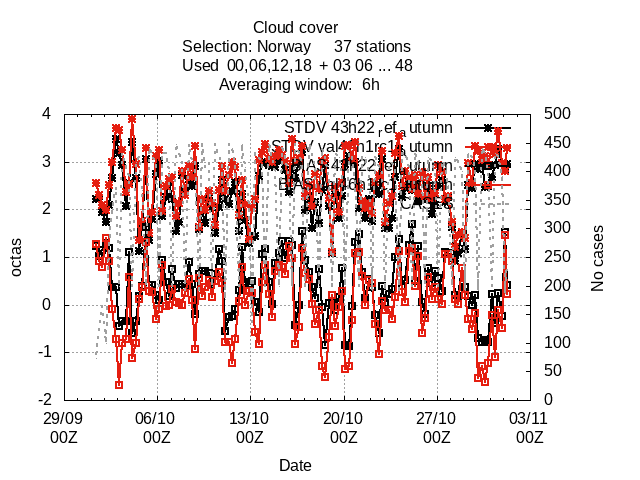 Cloud cover
Selection: Norway 37 stations
Used 00,06,12,18 + 03 06 ... 48
Averaging window: 6h
STDV 43h22_ref_autumn
STDV
BIAS
CASES
4
3
2
1
0
-1
-2
octas
500
450
400
350
300
250
200
150
100
50
0
No cases
29/09 06/10 13/10 20/10 27/10 03/11
00Z 00Z 00Z 00Z 00Z 00Z
Date